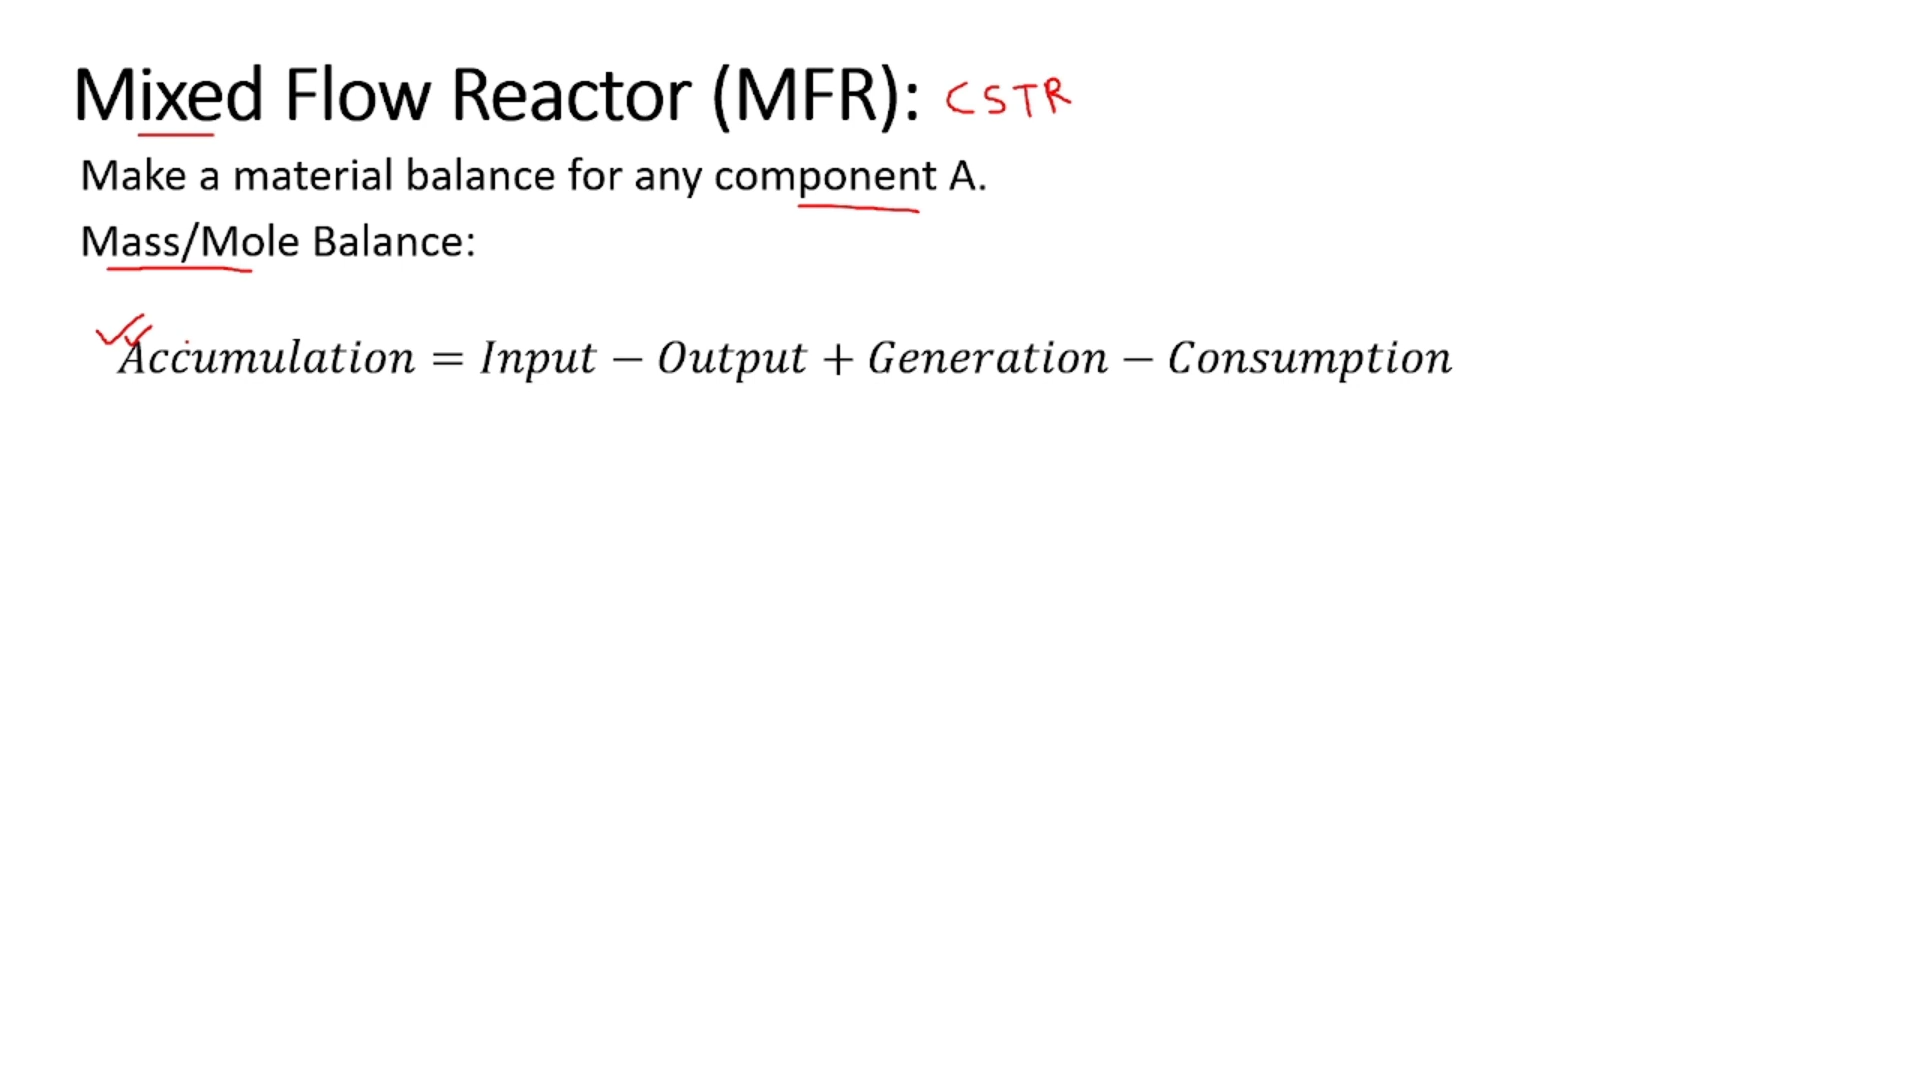 Mixed Flow Reactor (MFR): CSTR
Make a material balance for any component A.
Mass/Mole Balance:
Accumulation = Input − Output + Generation − Consumption